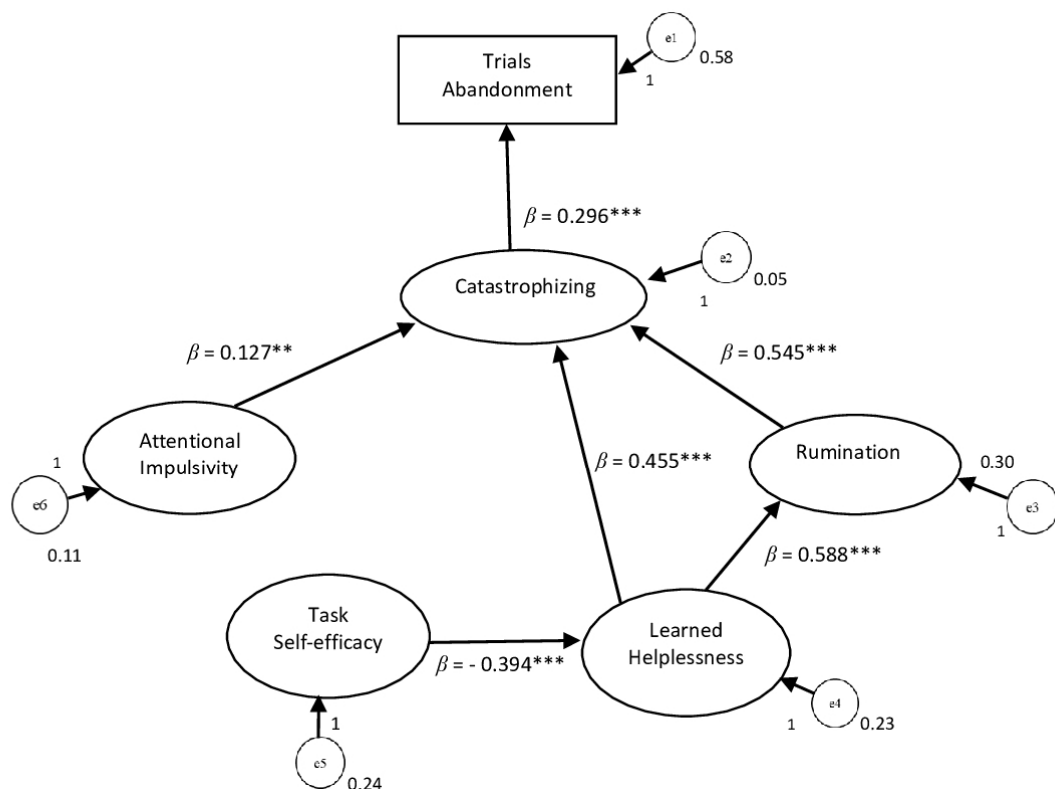 e1
0.58
1
Trials
Abandonment
β = 0.296***
e2
0.05
1
Catastrophizing
β = 0.127**
β = 0.545***
Attentional
Impulsivity
1
e6
0.11
β = 0.455***
Rumination
0.30
e3
1
β = 0.588***
Task
Self-efficacy
β = - 0.394***
Learned
Helplessness
e4
1
0.23
1
e5
0.24